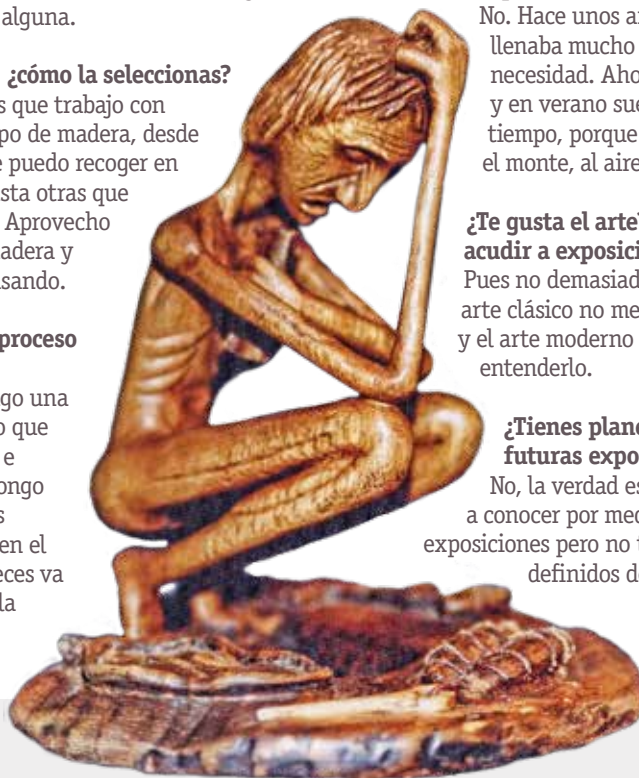 alguna.
¿cómo la seleccionas?
s que trabajo con
po de madera, desde
e puedo recoger en
sta otras que
Aprovecho
adera y
sando.
proceso
go una
o que
e
ongo
s
en el
eces va
la
No. Hace unos a
llenaba mucho
necesidad. Aho
y en verano sue
tiempo, porque
el monte, al aire
¿Te gusta el arte
acudir a exposici
Pues no demasiad
arte clásico no me
y el arte moderno
entenderlo.
¿Tienes plane
futuras expo
No, la verdad es
a conocer por me
exposiciones pero no t
definidos de